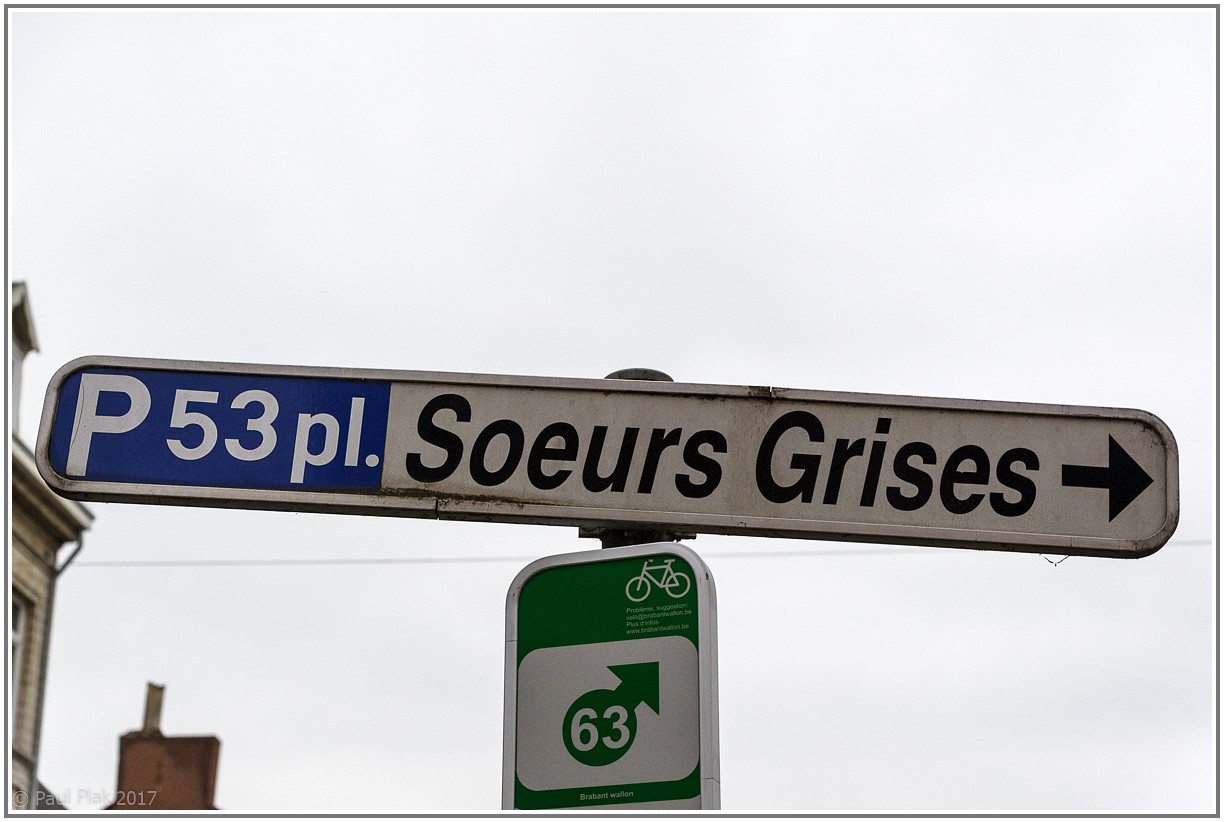 P 53 pl. Soeurs Grises
Problème, suggestion:
velo@brabantwallon.be
Plus d'infos:
www.brabantwallon.be
63
Brabant wallon
© Paul Plak 2017